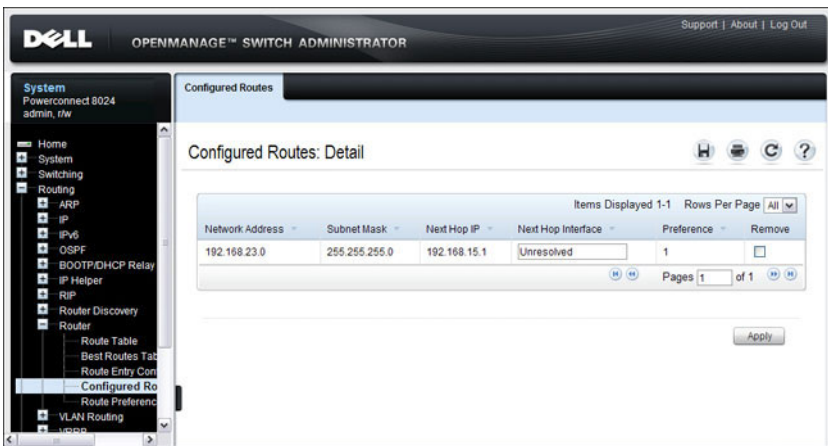 Support | About | Log Out
DELL OPENMANAGE™ SWITCH ADMINISTRATOR
System
Powerconnect 8024
admin, r/w
Configured Routes
Home
System
Switching
Routing
ARP
IP
IPv6
OSPF
BOOTP/DHCP Relay
IP Helper
RIP
Router Discovery
Router
Route Table
Best Routes Tab
Route Entry Con
Configured Ro
Route Preferenc
VLAN Routing
VRRP
Configured Routes: Detail
Items Displayed 1-1 Rows Per Page All
Network Address Subnet Mask Next Hop IP Next Hop Interface Preference Remove
192.168.23.0 255.255.255.0 192.168.15.1 Unresolved 1
Pages 1 of 1
Apply